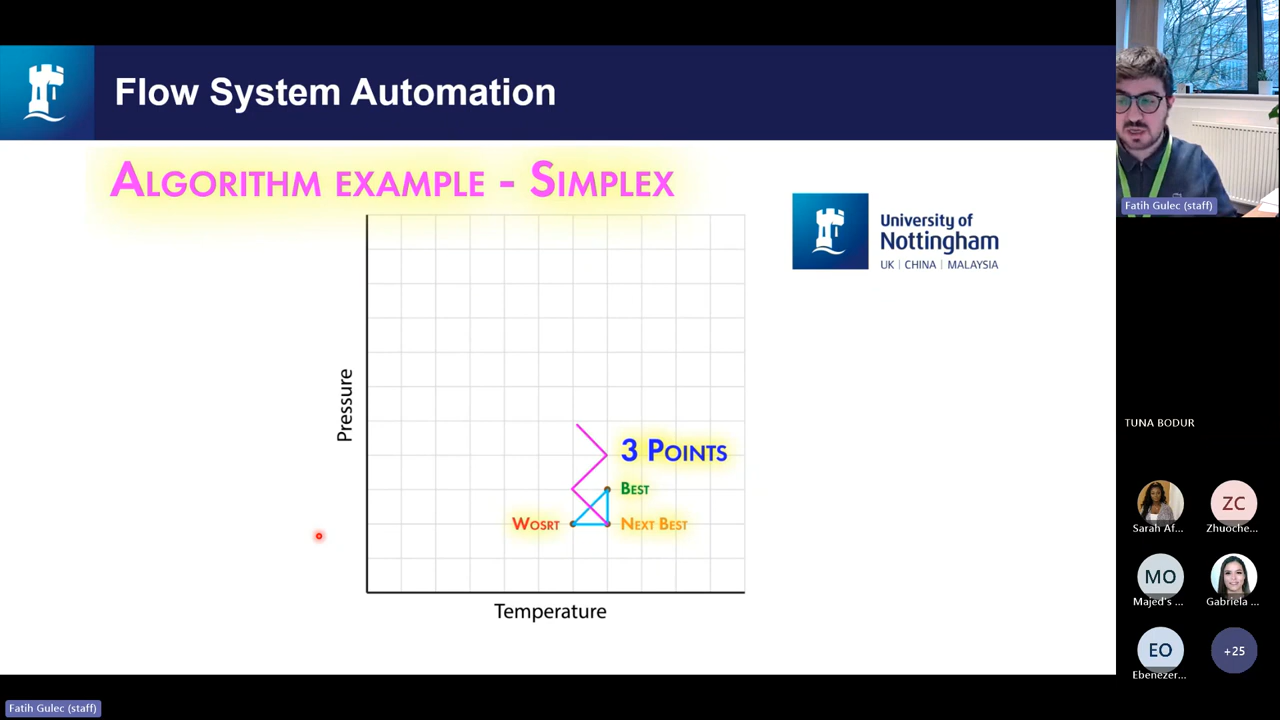 Flow System Automation
ALGORITHM EXAMPLE - SIMPLEX
University of
Nottingham
UK | CHINA | MALAYSIA
Pressure
3 POINTS
BEST
WOSRT
NEXT BEST
Temperature
Fatih Gulec (staff)
TUNA BODUR
Sarah Af...
ZC
Zhuoche...
MO
Majed's ...
Gabriela ...
EO
Ebenezer...
+25
Fatih Gulec (staff)